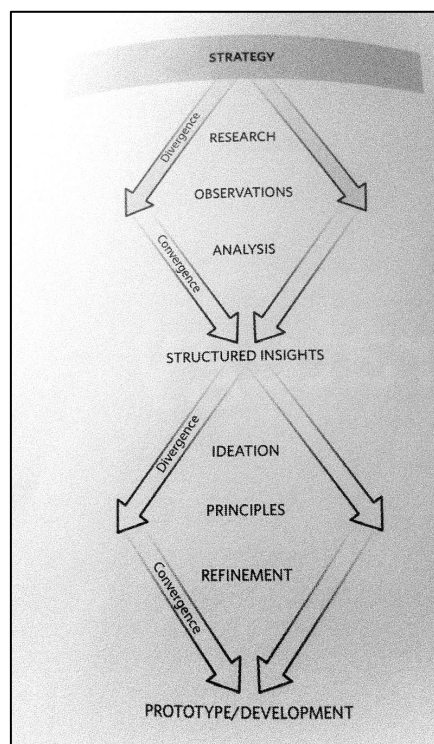 STRATEGY
Divergence
RESEARCH
OBSERVATIONS
Convergence
ANALYSIS
STRUCTURED INSIGHTS
Divergence
IDEATION
PRINCIPLES
Convergence
REFINEMENT
PROTOTYPE/DEVELOPMENT